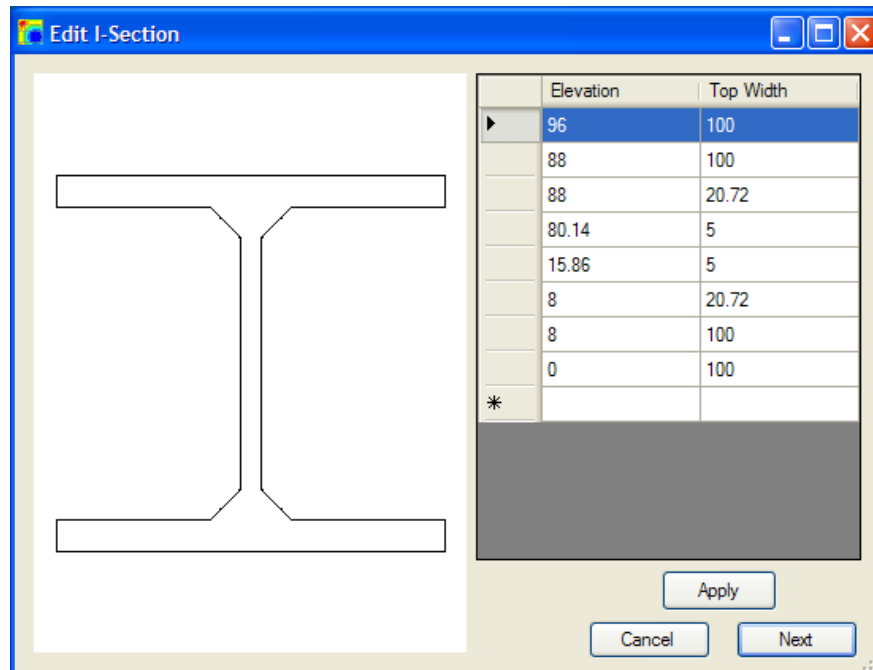 Edit I-Section
Elevation Top Width
96 100
88 100
88 20.72
80.14 5
15.86 5
8 20.72
8 100
0 100
Apply
Cancel Next